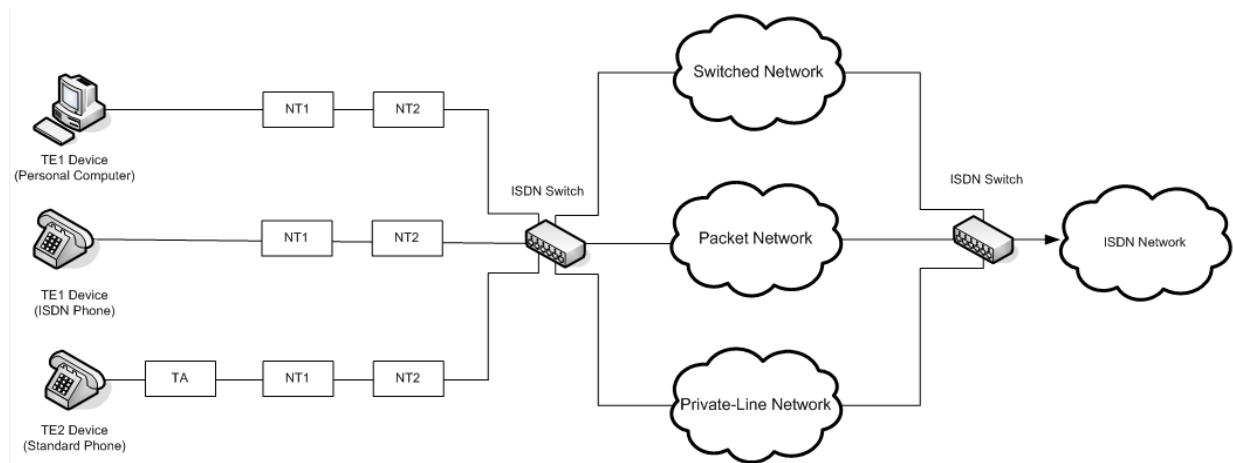 Switched Network
NT1
NT2
TE1 Device
(Personal Computer)
ISDN Switch
ISDN Switch
NT1
NT2
Packet Network
ISDN Network
TE1 Device
(ISDN Phone)
TA
NT1
NT2
Private-Line Network
TE2 Device
(Standard Phone)